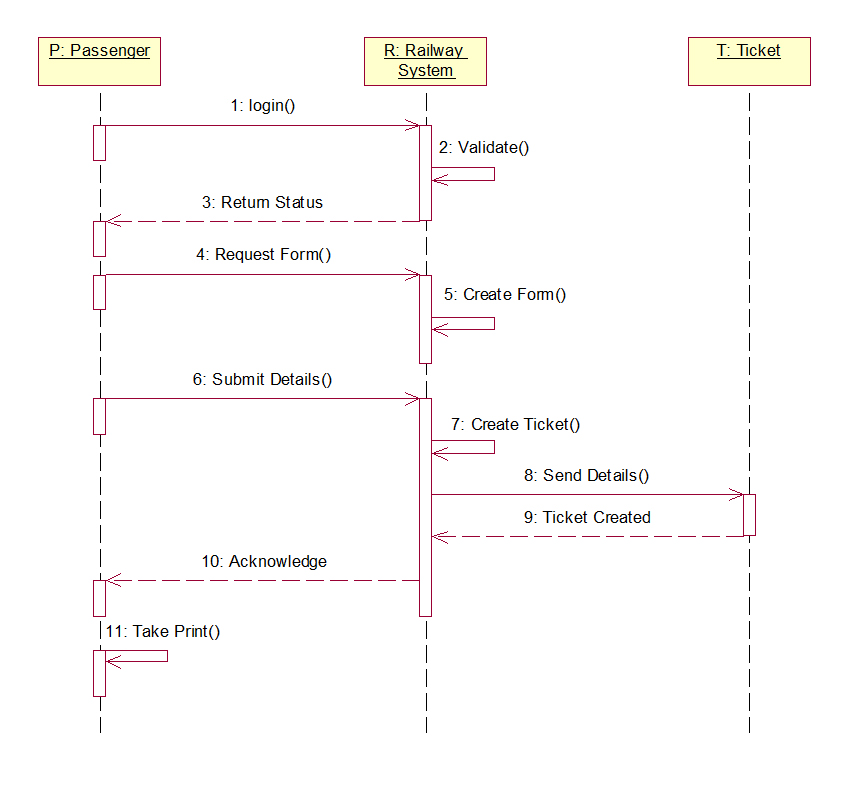 P: Passenger
R: Railway
System
T: Ticket
1: login()
2: Validate()
3: Return Status
4: Request Form()
5: Create Form()
6: Submit Details()
7: Create Ticket()
8: Send Details()
9: Ticket Created
10: Acknowledge
11: Take Print()